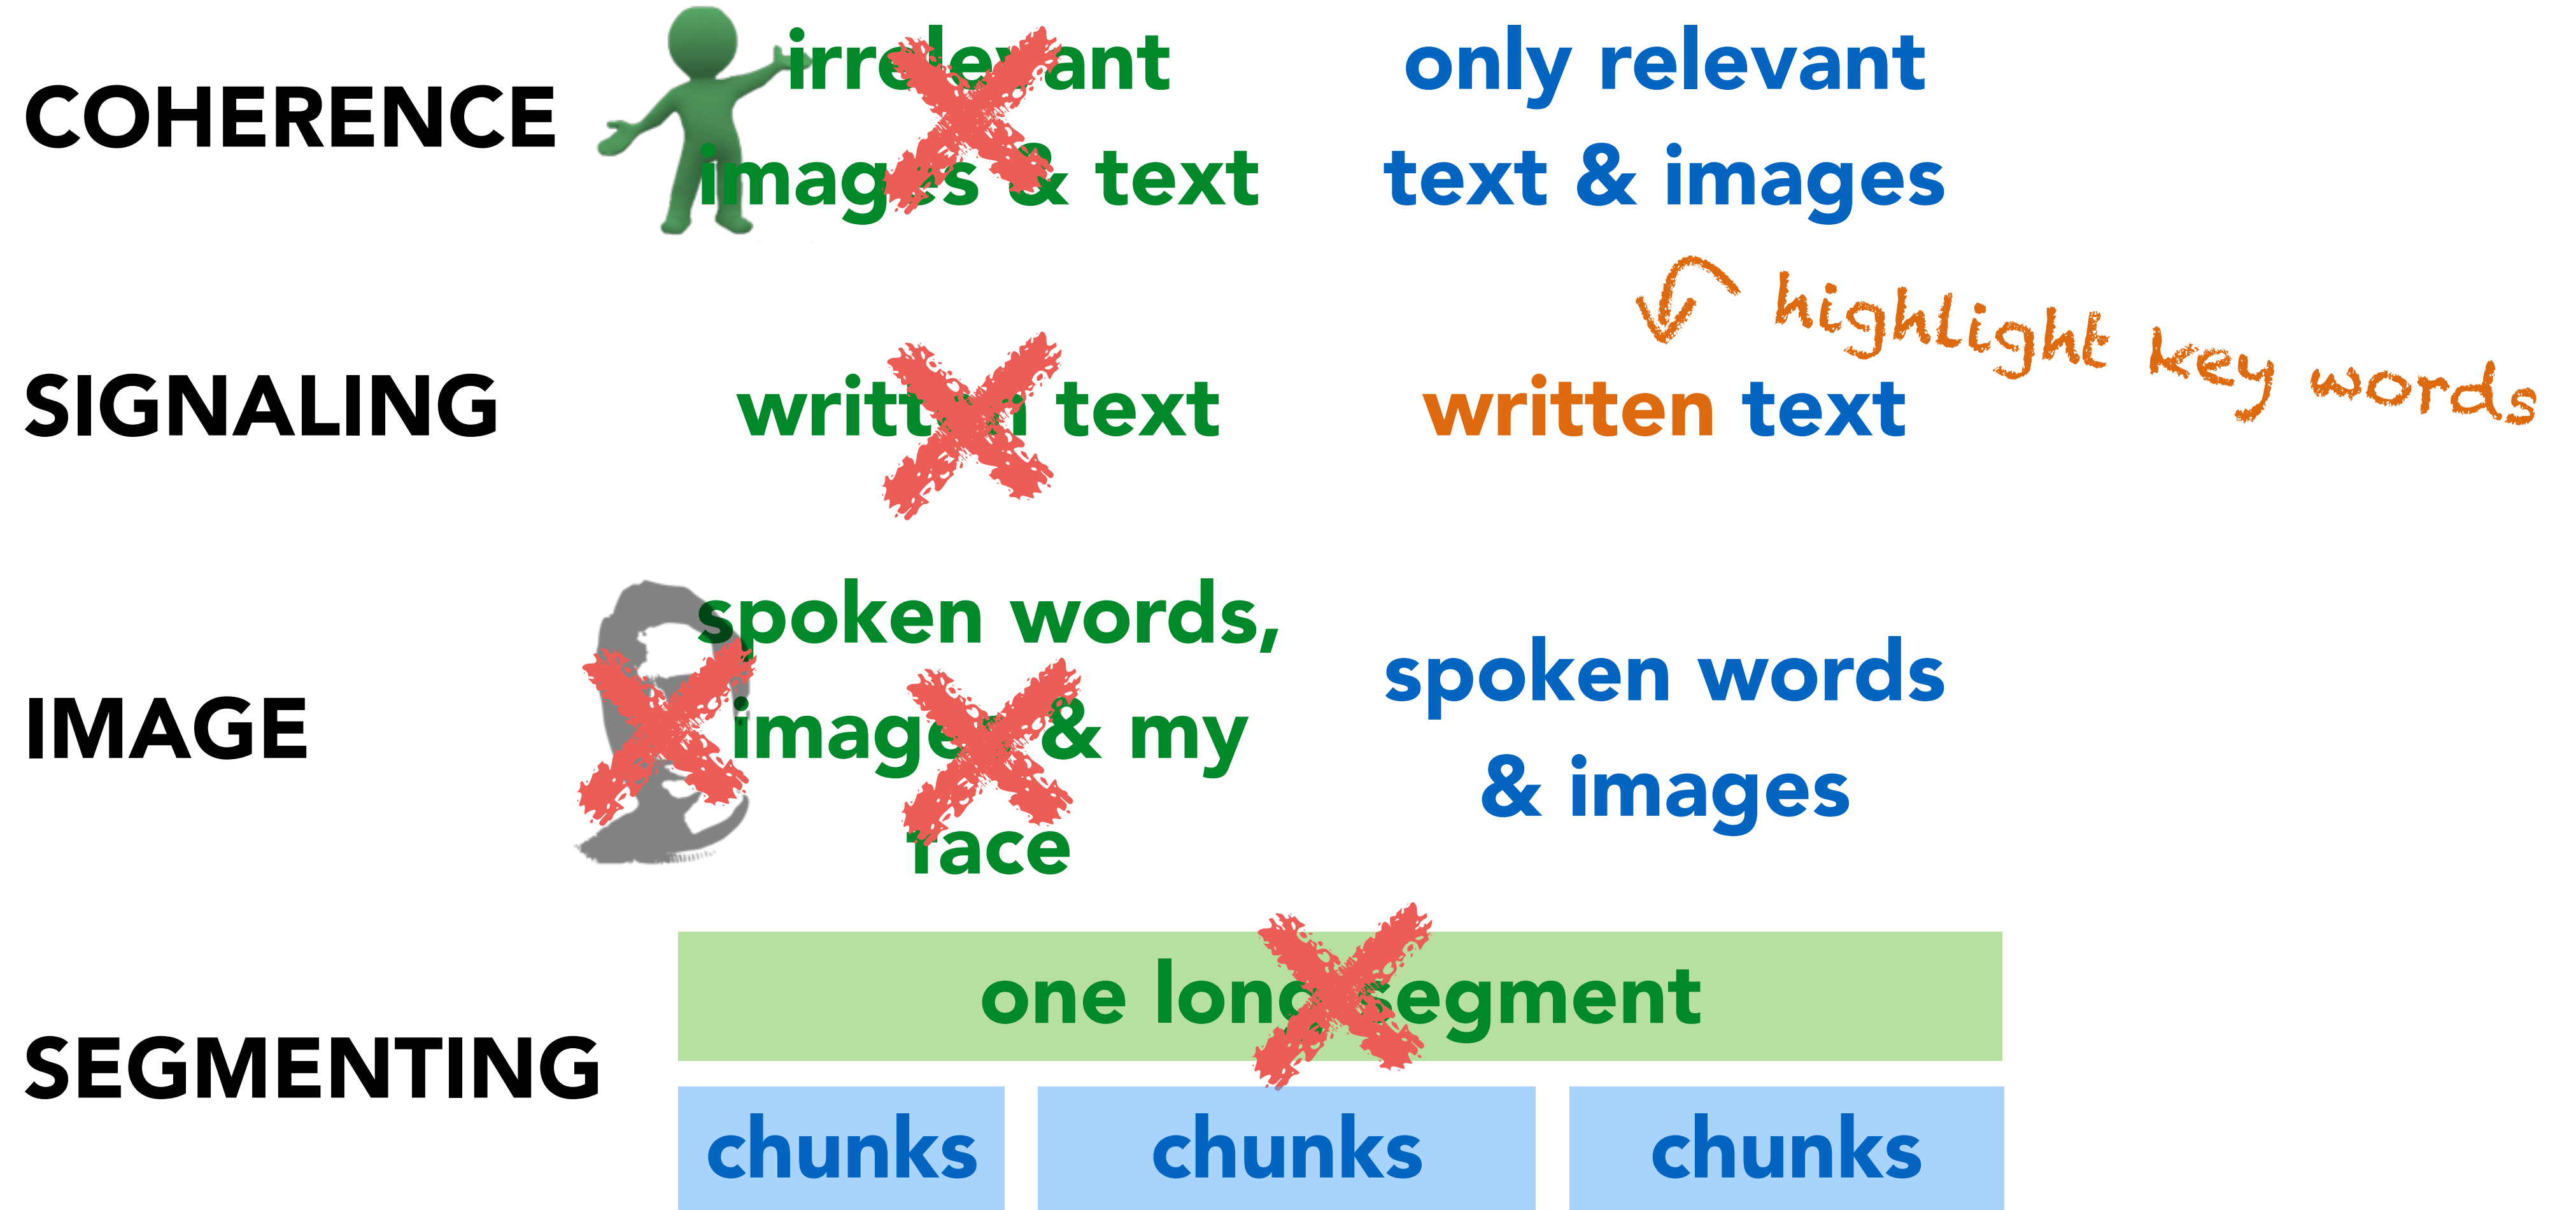 COHERENCE
irrelevant
images & text
only relevant
text & images
highlight key words
SIGNALING
written text
written text
IMAGE
spoken words,
images & my
face
spoken words
& images
SEGMENTING
one long segment
chunks
chunks
chunks